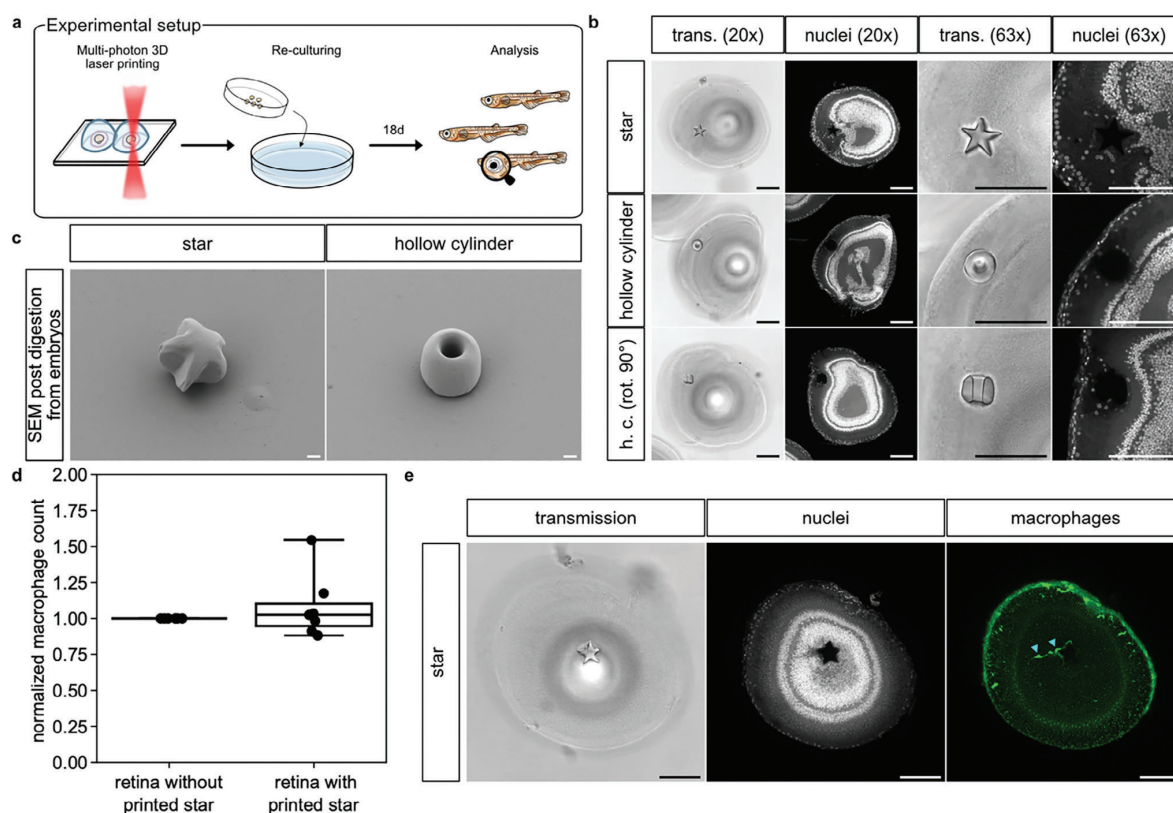 a
Experimental setup
Multi-photon 3D
laser printing
Re-culturing
Analysis
18d
b
trans. (20x)
nuclei (20x)
trans. (63x)
nuclei (63x)
star
hollow cylinder
h. c. (rot. 90°)
c
star
hollow cylinder
SEM post digestion
from embryos
d
normalized macrophage count
2.00
1.75
1.50
1.25
1.00
0.75
0.50
0.25
0.00
retina without
printed star
retina with
printed star
e
transmission
nuclei
macrophages
star